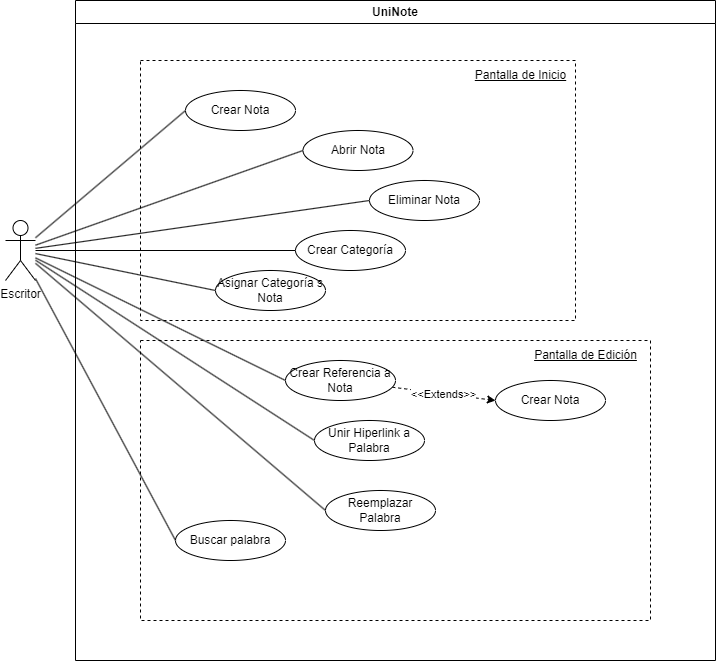 UniNote
Pantalla de Inicio
Crear Nota
Abrir Nota
Eliminar Nota
Crear Categoría
Asignar Categoría s
Nota
Escritor
Pantalla de Edición
Crear Referencia a
Nota
<<Extends>>
Crear Nota
Unir Hiperlink a
Palabra
Reemplazar
Palabra
Buscar palabra